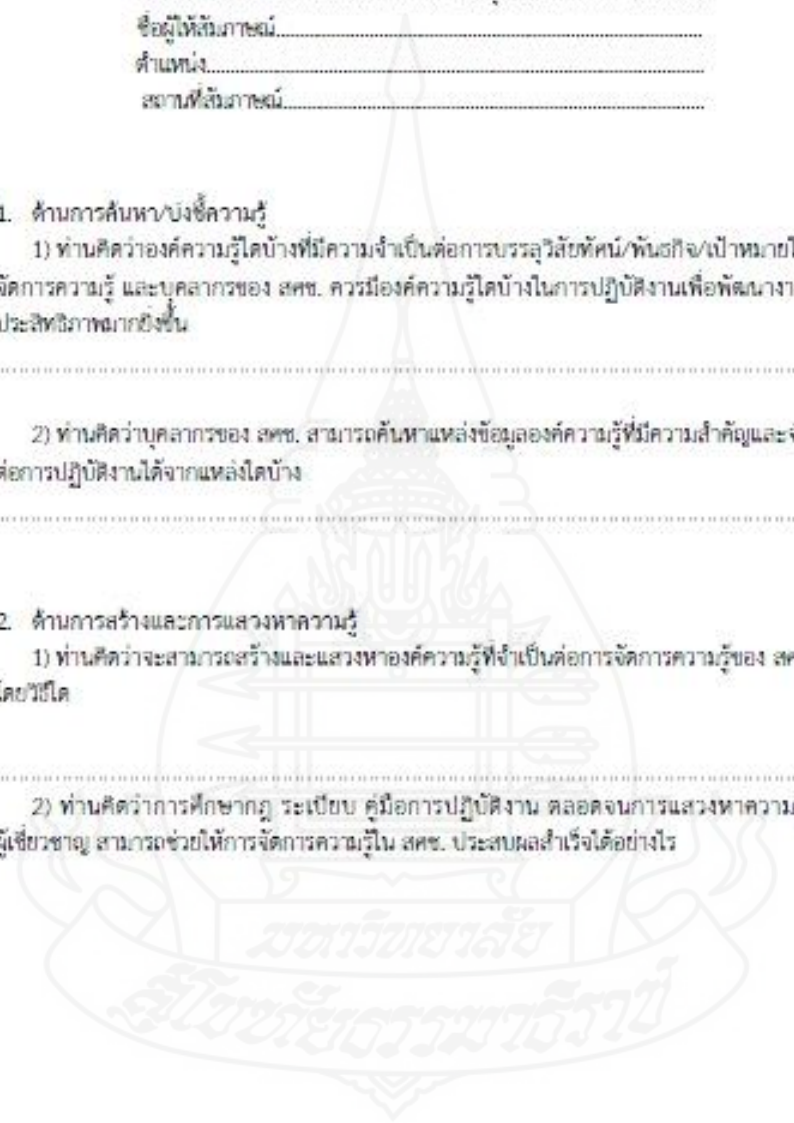 ชื่อผู้ให้สัมภาษณ์
ตำแหน่ง
สถานที่สัมภาษณ์
1. ด้านการค้นหา/บ่งชี้ความรู้
1) ท่านคิดว่าองค์ความรู้ใดบ้างที่มีความจำเป็นต่อการบรรลุวิสัยทัศน์/พันธกิจ/เป้าหมาย
จัดการความรู้ และบุคลากรของ สคช. ควรมีองค์ความรู้ใดบ้างในการปฏิบัติงานเพื่อพัฒนา
ประสิทธิภาพมากยิ่งขึ้น
2) ท่านคิดว่าบุคลากรของ สคช. สามารถค้นหาแหล่งข้อมูลองค์ความรู้ที่มีความสำคัญและ
ต่อการปฏิบัติงานได้จากแหล่งใดบ้าง
2. ด้านการสร้างและการแสวงหาความรู้
1) ท่านคิดว่าจะสามารถสร้างและแสวงหาองค์ความรู้ที่จำเป็นต่อการจัดการความรู้ของ
โดยวิธีใด
2) ท่านคิดว่าการศึกษากฎ ระเบียบ คู่มือการปฏิบัติงาน ตลอดจนการแสวงหาความ
ผู้เชี่ยวชาญ สามารถช่วยให้การจัดการความรู้ใน สคช. ประสบผลสำเร็จได้อย่างไร
มหาวิทยาลัย
สุโขทัยธรรมาธิราช